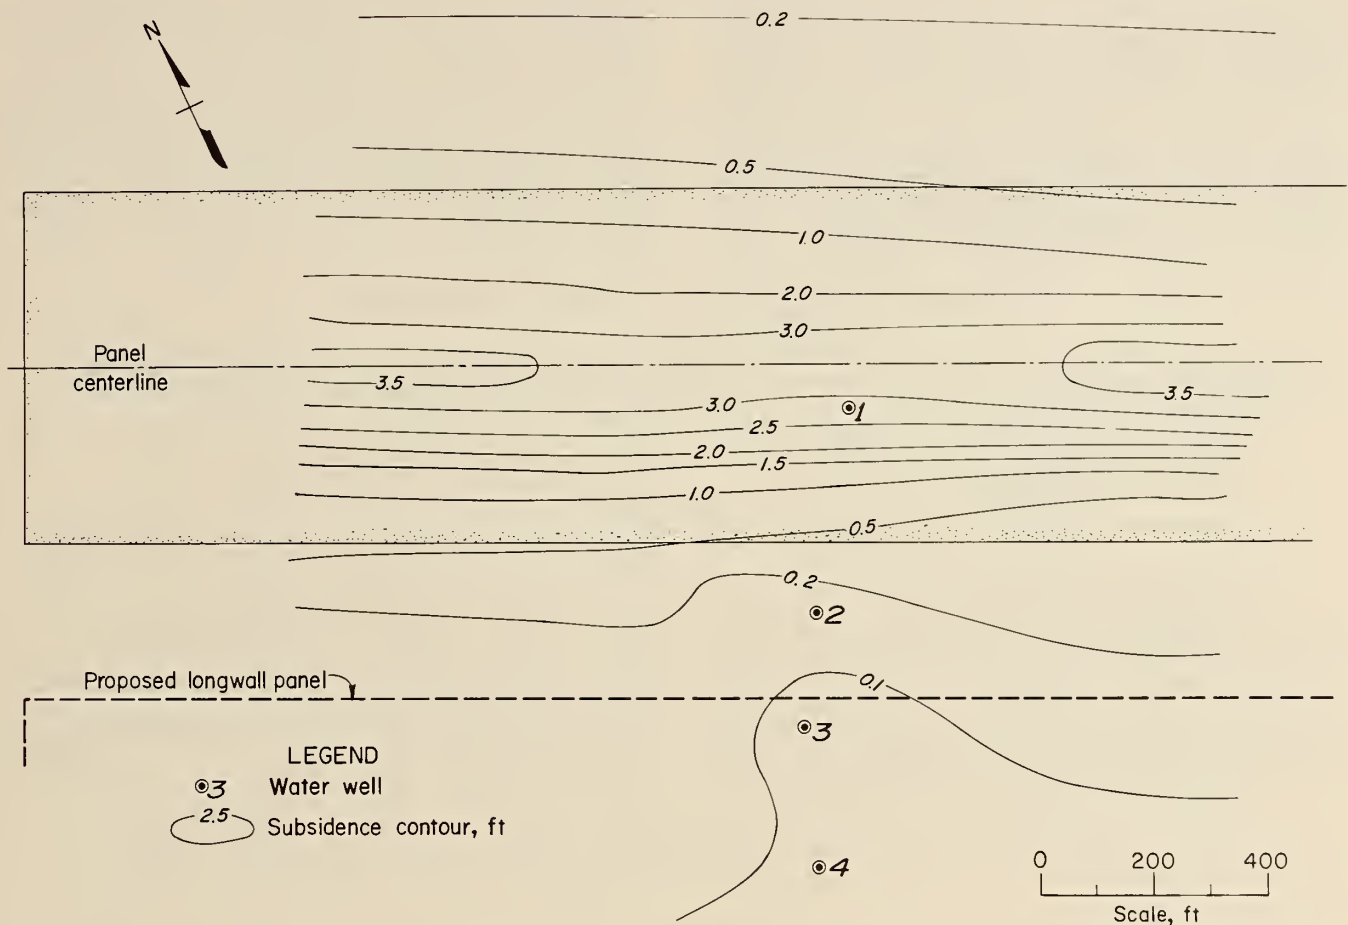 0.2
N
0.5
1.0
2.0
3.0
Panel
centerline
3.5
3.5
3.0
1
2.5
2.0
1.5
1.0
0.5
0.2
2
Proposed longwall panel
0.1
3
LEGEND
3 Water well
2.5 Subsidence contour, ft
4
0 200 400
Scale, ft